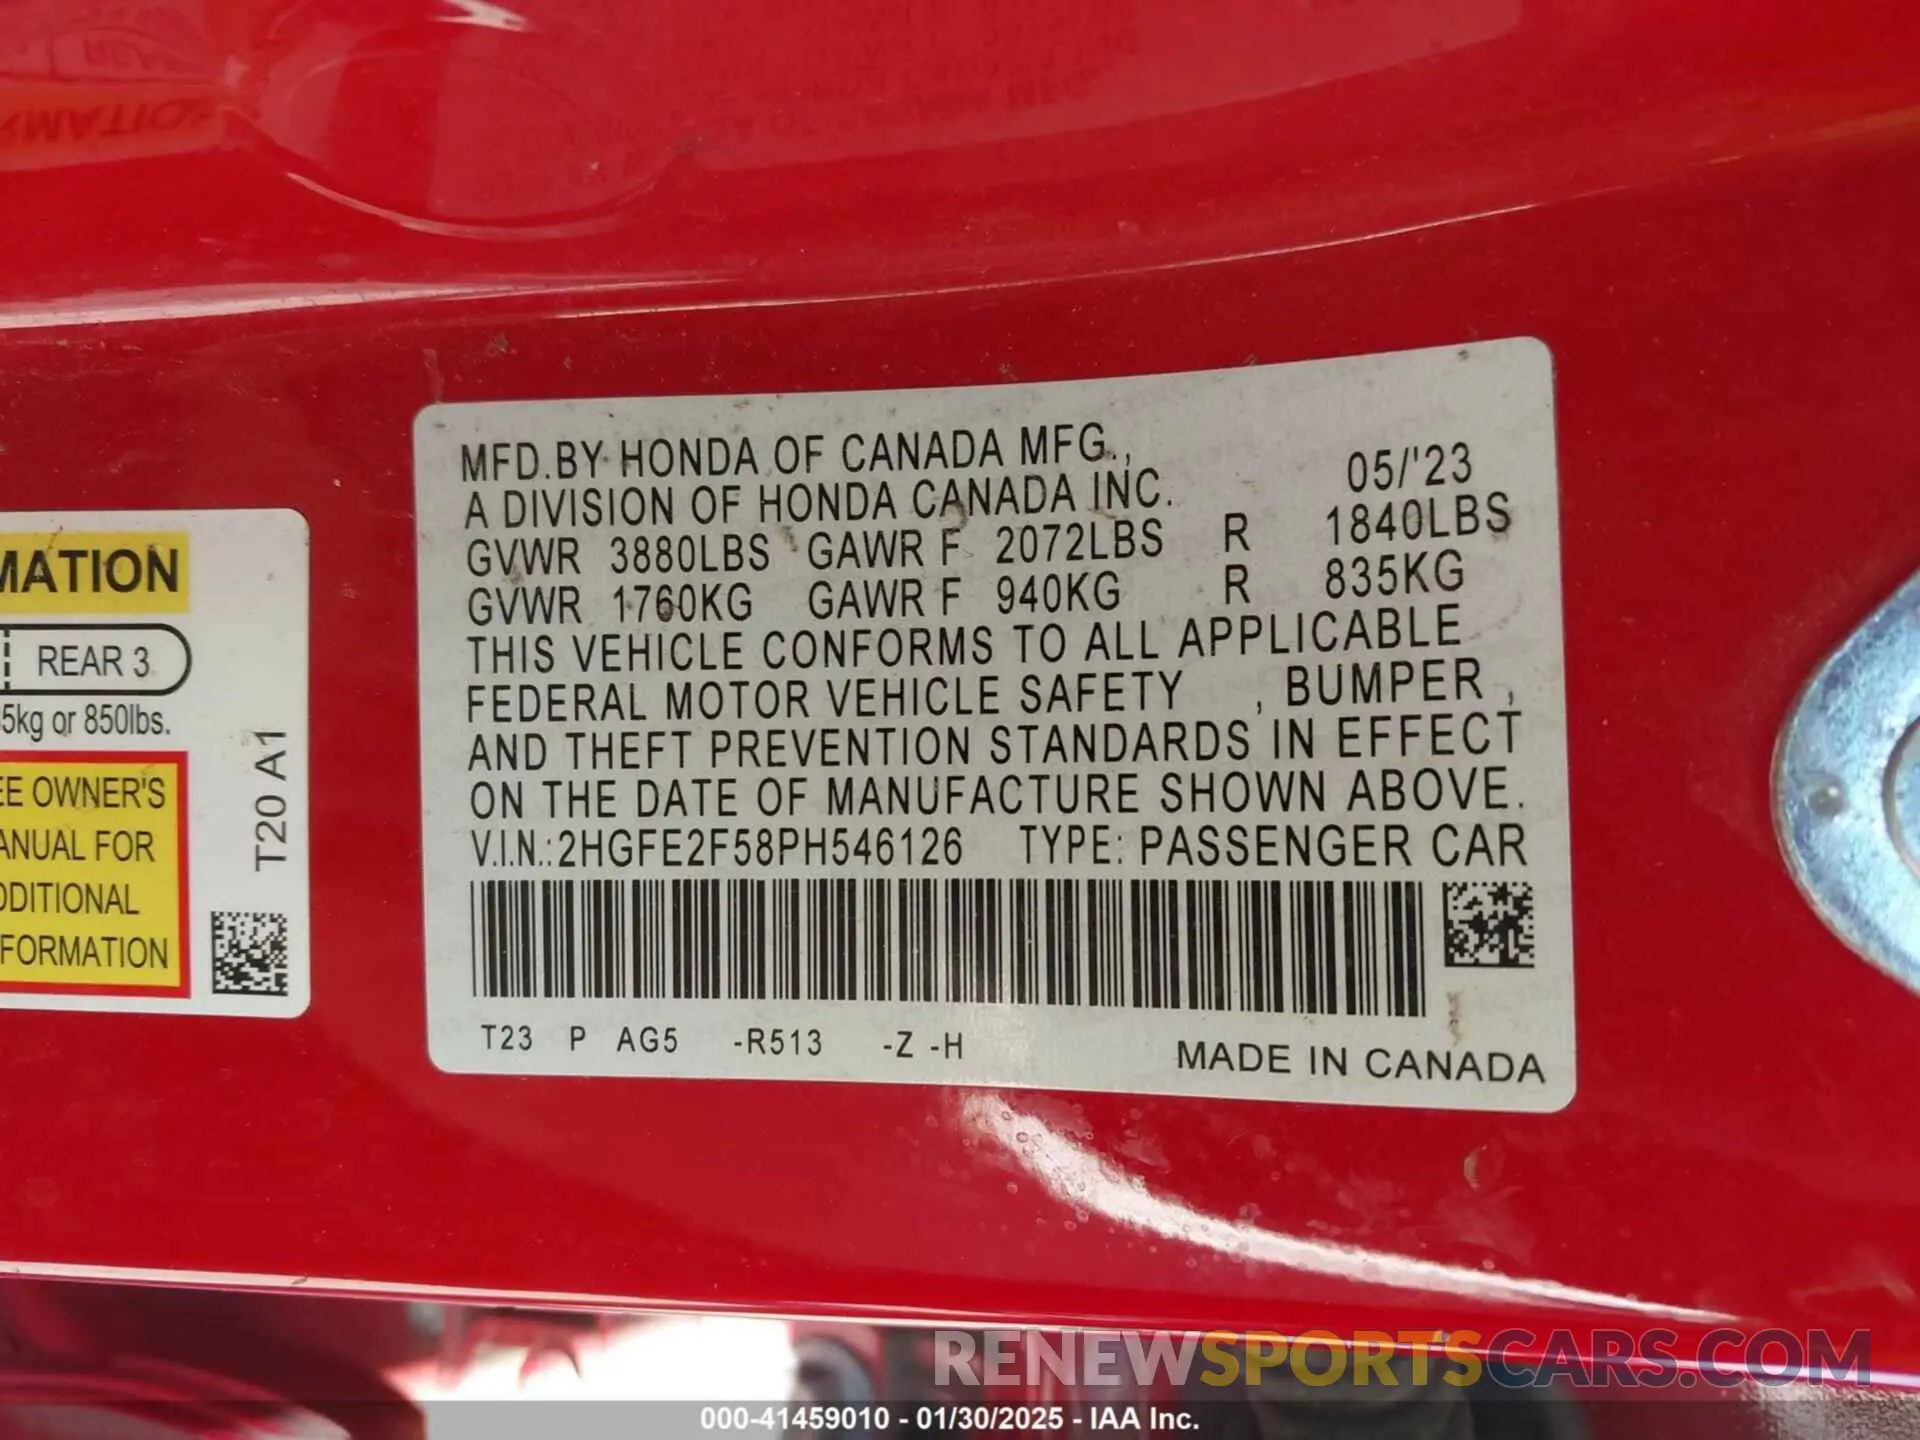 MATION
REAR 3
5kg or 850lbs.
EE OWNER'S
ANUAL FOR
DDITIONAL
FORMATION
T20 A1
MFD.BY HONDA OF CANADA MFG.,
A DIVISION OF HONDA CANADA INC. 05/'23
GVWR 3880LBS GAWR F 2072LBS R 1840LBS
GVWR 1760KG GAWR F 940KG R 835KG
THIS VEHICLE CONFORMS TO ALL APPLICABLE
FEDERAL MOTOR VEHICLE SAFETY , BUMPER ,
AND THEFT PREVENTION STANDARDS IN EFFECT
ON THE DATE OF MANUFACTURE SHOWN ABOVE.
V.I.N.:2HGFE2F58PH546126 TYPE: PASSENGER CAR
T23 P AG5 -R513 -Z -H
MADE IN CANADA
RENEWSPORTSCARS.COM
000-41459010 - 01/30/2025 - IAA Inc.